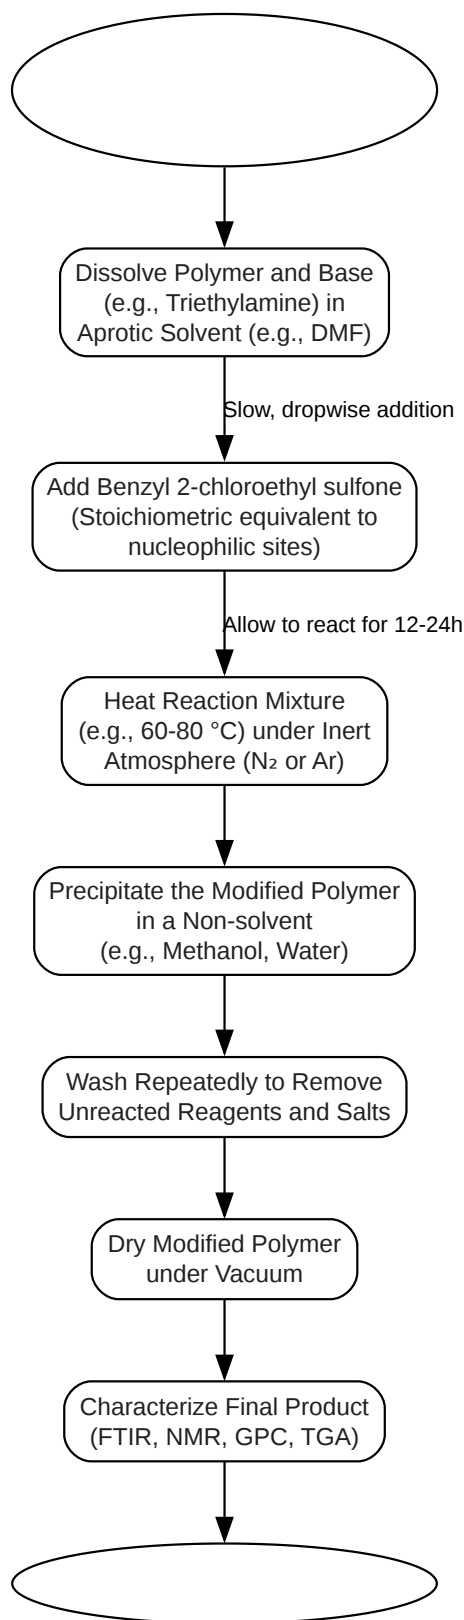 Dissolve Polymer and Base
(e.g., Triethylamine) in
Aprotic Solvent (e.g., DMF)
Slow, dropwise addition
Add Benzyl 2-chloroethyl sulfone
(Stoichiometric equivalent to
nucleophilic sites)
Allow to react for 12-24h
Heat Reaction Mixture
(e.g., 60-80 °C) under Inert
Atmosphere (N₂ or Ar)
Precipitate the Modified Polymer
in a Non-solvent
(e.g., Methanol, Water)
Wash Repeatedly to Remove
Unreacted Reagents and Salts
Dry Modified Polymer
under Vacuum
Characterize Final Product
(FTIR, NMR, GPC, TGA)